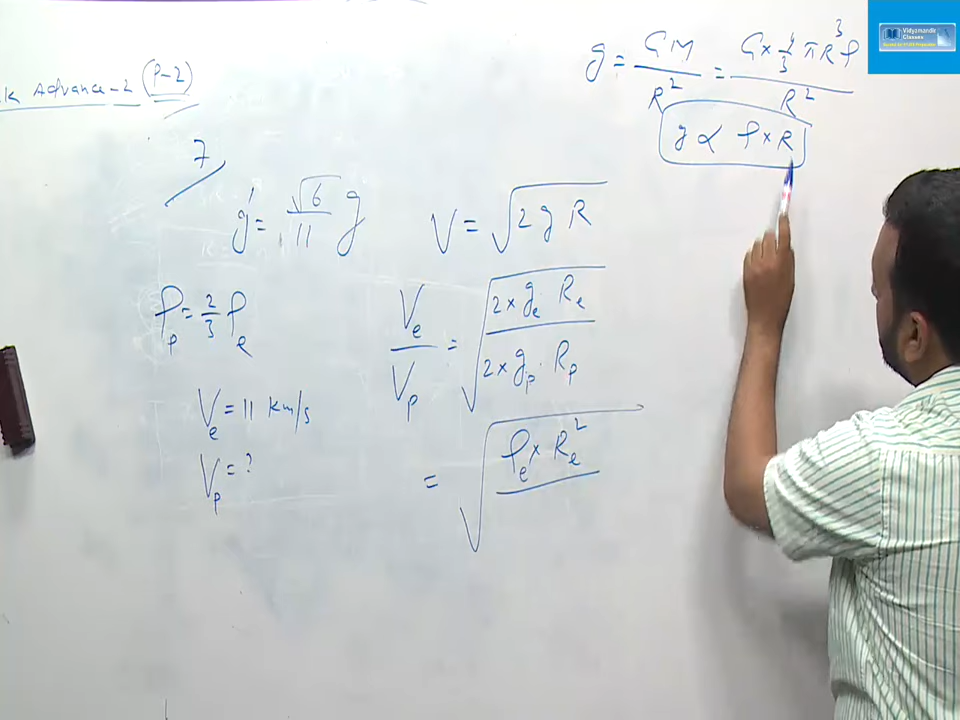 g = GM/R² = G × 4/3 πR³ρ / R²
Advance-2 (P-2)
g ∝ ρ × R
7
g' = √6/11 g
V = √(2 g R)
ρp = 2/3 ρe
Ve/Vp = √(2 × ge Re / 2 × gp · Rp)
Ve = 11 km/s
Vp = ?
= √(ρe × Re²
Vidyamandir
Classes